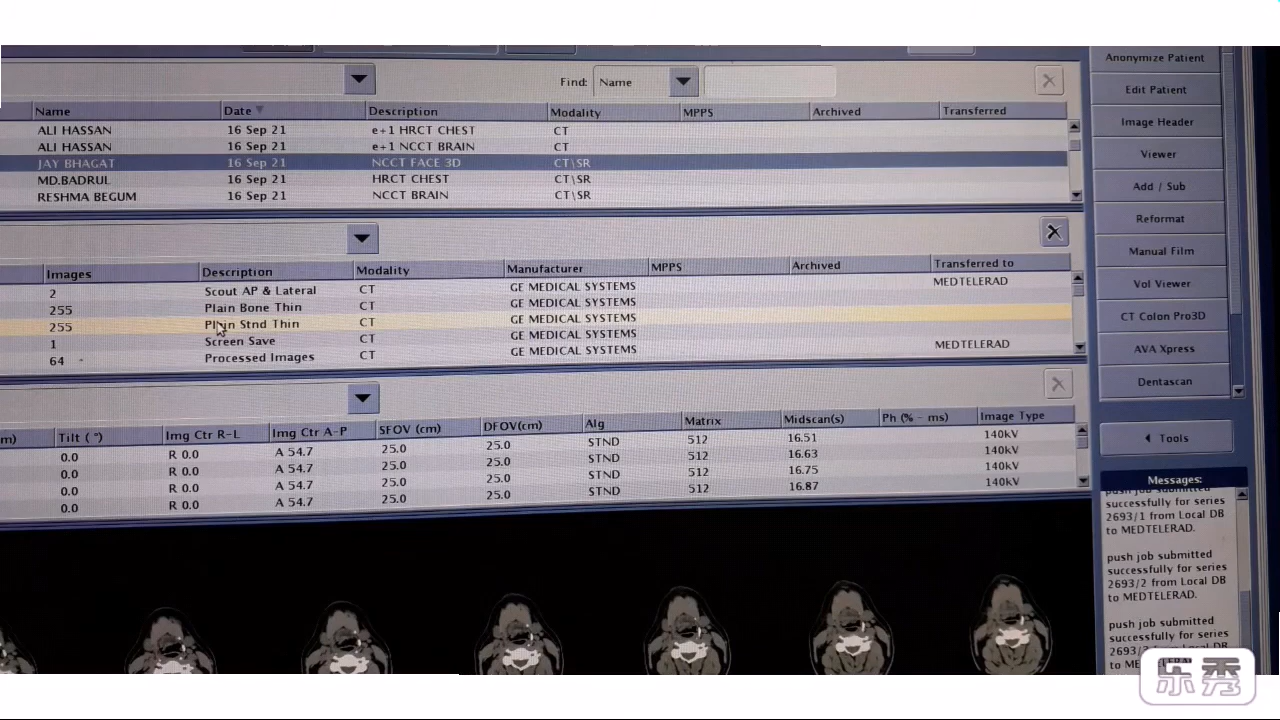 Find: Name
Name Date Description Modality MPPS Archived Transferred
ALI HASSAN 16 Sep 21 e+1 HRCT CHEST CT
ALI HASSAN 16 Sep 21 e+1 NCCT BRAIN CT
JAY BHAGAT 16 Sep 21 NCCT FACE 3D CT\SR
MD.BADRUL 16 Sep 21 HRCT CHEST CT\SR
RESHMA BEGUM 16 Sep 21 NCCT BRAIN CT\SR
Images Description Modality Manufacturer MPPS Archived Transferred to
2 Scout AP & Lateral CT GE MEDICAL SYSTEMS MEDTELERAD
255 Plain Bone Thin CT GE MEDICAL SYSTEMS
255 Plain Stnd Thin CT GE MEDICAL SYSTEMS
1 Screen Save CT GE MEDICAL SYSTEMS MEDTELERAD
64 Processed Images CT GE MEDICAL SYSTEMS
m) Tilt (°) Img Ctr R-L Img Ctr A-P SFOV (cm) DFOV(cm) Alg Matrix Midscan(s) Ph (% - ms) Image Type
0.0 R 0.0 A 54.7 25.0 25.0 STND 512 16.51 140kV
0.0 R 0.0 A 54.7 25.0 25.0 STND 512 16.63 140kV
0.0 R 0.0 A 54.7 25.0 25.0 STND 512 16.75 140kV
0.0 R 0.0 A 54.7 25.0 25.0 STND 512 16.87 140kV
Anonymize Patient
Edit Patient
Image Header
Viewer
Add / Sub
Reformat
Manual Film
Vol Viewer
CT Colon Pro3D
AVA Xpress
Dentascan
Tools
Messages:
push job submitted
successfully for series
2693/1 from Local DB
to MEDTELERAD.
push job submitted
successfully for series
2693/2 from Local DB
to MEDTELERAD.
push job submitted
successfully for series
乐秀